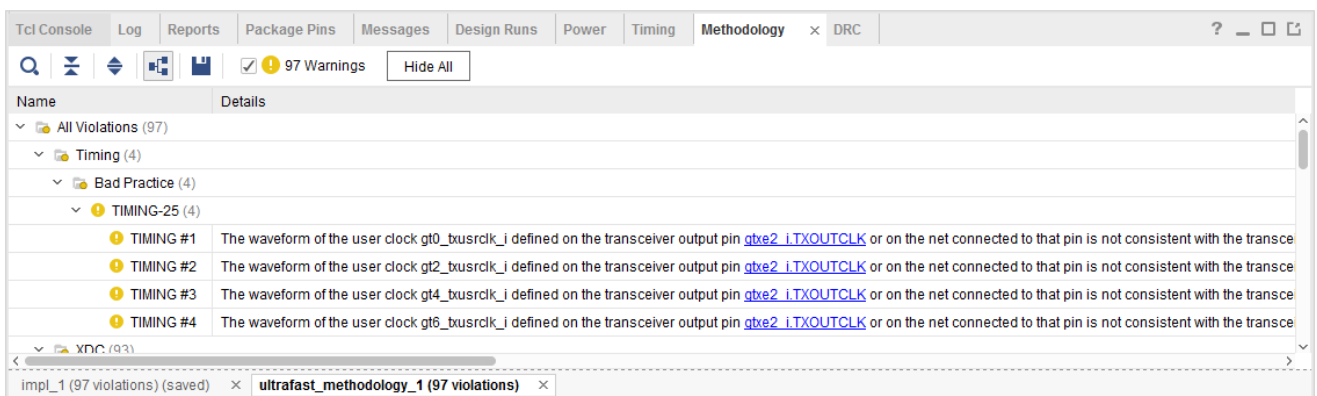 Tcl Console Log Reports Package Pins Messages Design Runs Power Timing Methodology × DRC ? _
97 Warnings Hide All
Name Details
All Violations (97)
Timing (4)
Bad Practice (4)
TIMING-25 (4)
TIMING #1 The waveform of the user clock gt0_txusrclk_i defined on the transceiver output pin gtxe2_i.TXOUTCLK or on the net connected to that pin is not consistent with the transce
TIMING #2 The waveform of the user clock gt2_txusrclk_i defined on the transceiver output pin gtxe2_i.TXOUTCLK or on the net connected to that pin is not consistent with the transce
TIMING #3 The waveform of the user clock gt4_txusrclk_i defined on the transceiver output pin gtxe2_i.TXOUTCLK or on the net connected to that pin is not consistent with the transce
TIMING #4 The waveform of the user clock gt6_txusrclk_i defined on the transceiver output pin gtxe2_i.TXOUTCLK or on the net connected to that pin is not consistent with the transce
XDC (93)
impl_1 (97 violations) (saved) × ultrafast_methodology_1 (97 violations) ×